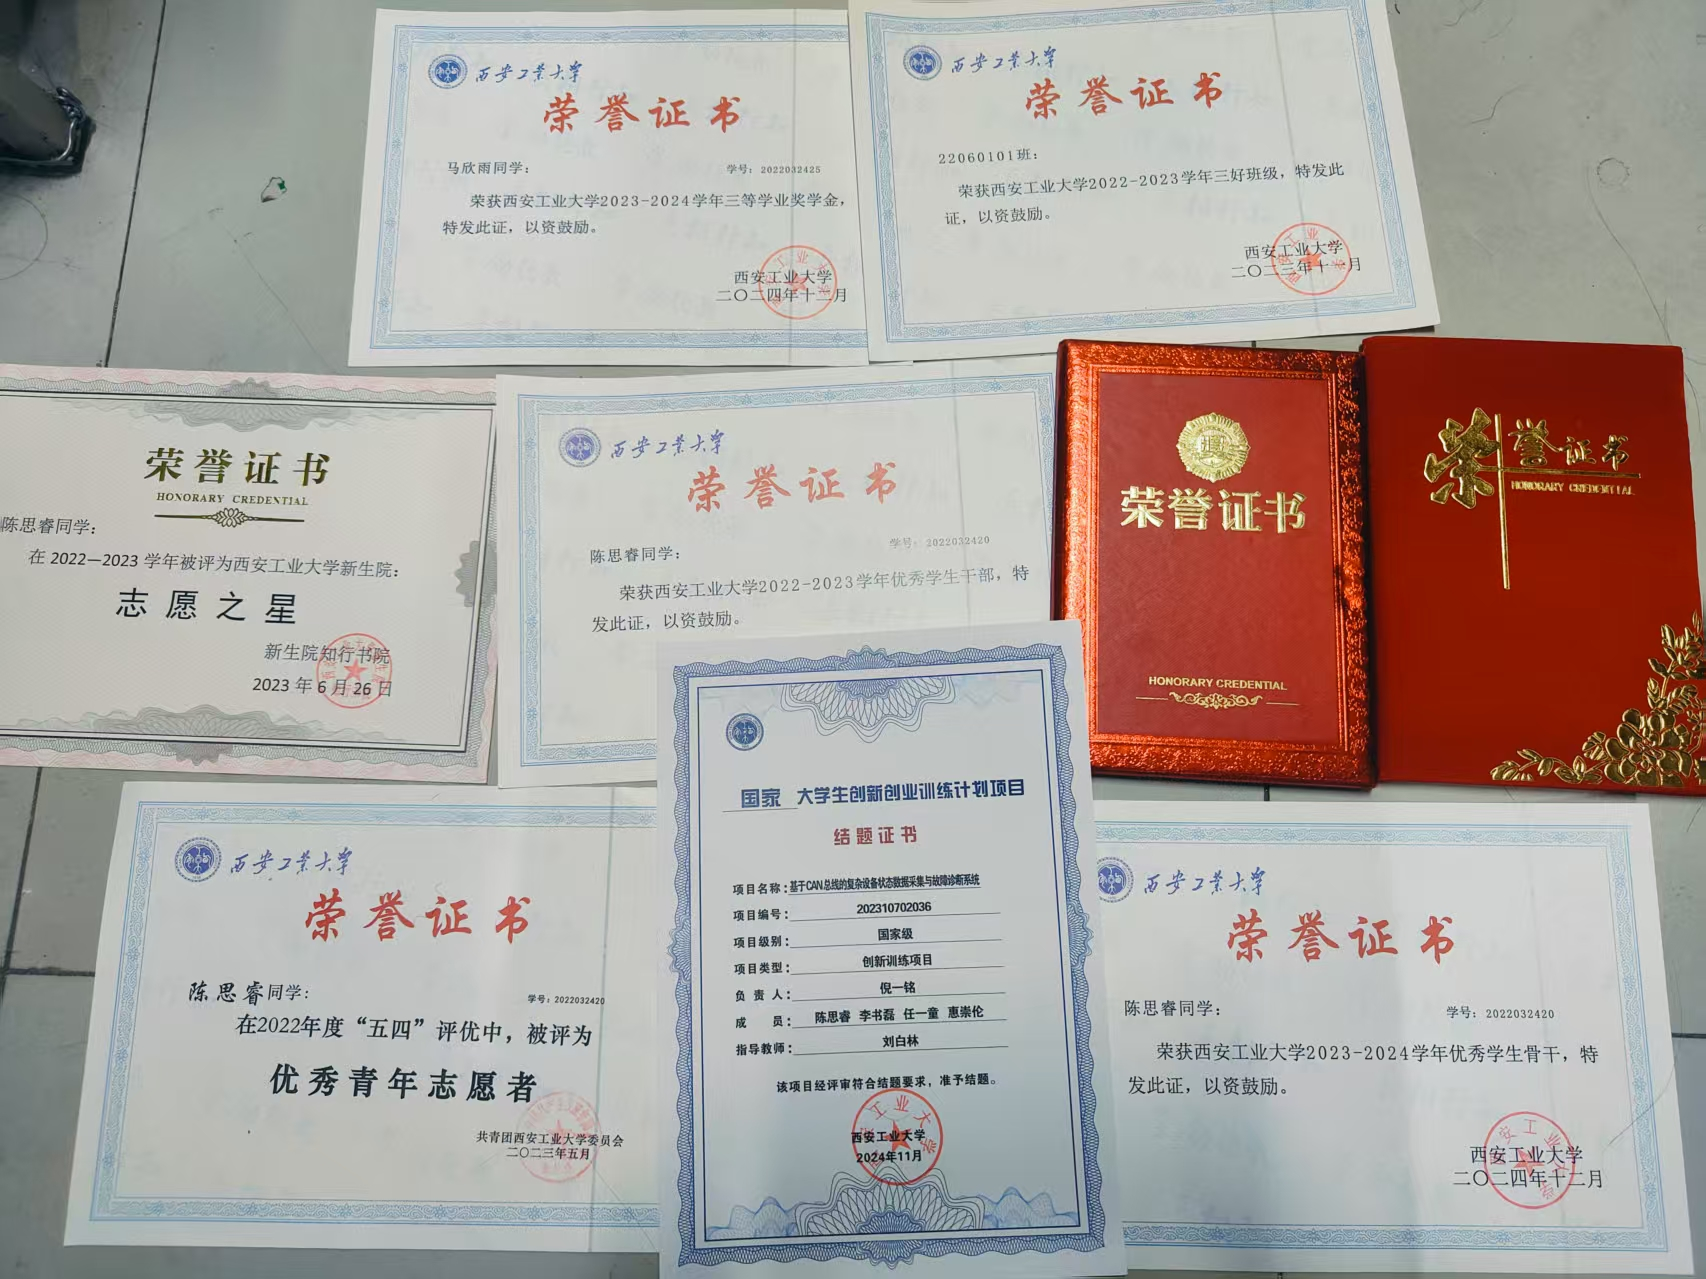 西安工业大学
荣誉证书
马欣雨同学：
学号：2022032425
荣获西安工业大学2023-2024学年三等学业奖学金，
特发此证，以资鼓励。
西安工业大学
二〇二四年十二月
西安工业大学
荣誉证书
22060101班：
荣获西安工业大学2022-2023学年三好班级，特发此
证，以资鼓励。
西安工业大学
二〇二三年十一月
荣誉证书
HONORARY CREDENTIAL
陈思睿同学：
在 2022—2023 学年被评为西安工业大学新生院：
志愿之星
新生院知行书院
2023 年 6 月 26 日
西安工业大学
荣誉证书
学号：2022032420
陈思睿同学：
荣获西安工业大学2022-2023学年优秀学生干部，特
发此证，以资鼓励。
荣誉证书
HONORARY CREDENTIAL
荣誉证书
HONORARY CREDENTIAL
西安工业大学
荣誉证书
陈思睿同学：
学号：2022032420
在2022年度“五四”评优中，被评为
优秀青年志愿者
共青团西安工业大学委员会
二〇二三年五月
国家 大学生创新创业训练计划项目
结题证书
项目名称：基于CAN总线的复杂设备状态数据采集与故障诊断系统
项目编号：202310702036
项目级别：国家级
项目类型：创新训练项目
负责人：倪一铭
成员：陈思睿 李书磊 任一童 惠崇伦
指导教师：刘白林
该项目经评审符合结题要求，准予结题。
西安工业大学
2024年11月
西安工业大学
荣誉证书
陈思睿同学：
学号：2022032420
荣获西安工业大学2023-2024学年优秀学生骨干，特
发此证，以资鼓励。
西安工业大学
二〇二四年十二月